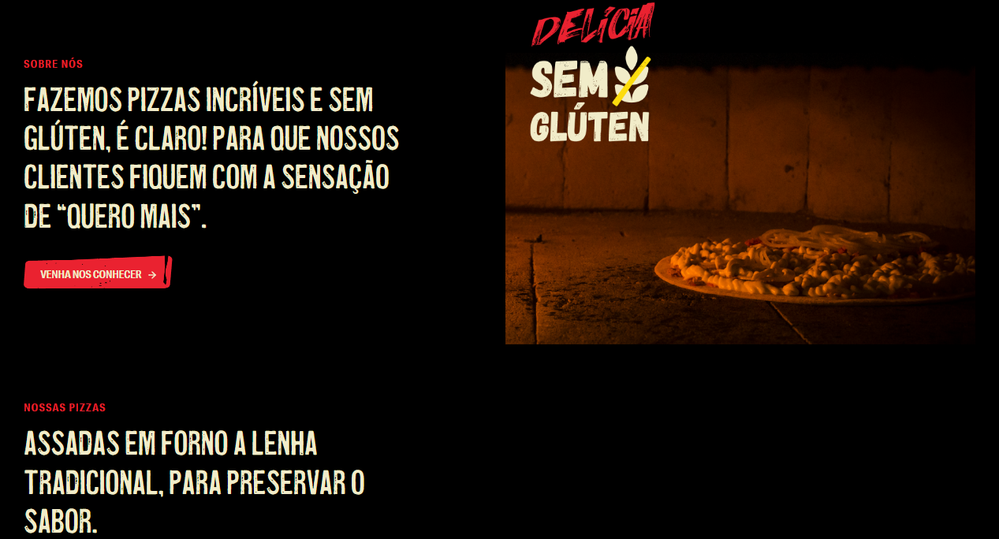 SOBRE NÓS
FAZEMOS PIZZAS INCRÍVEIS E SEM
GLÚTEN, É CLARO! PARA QUE NOSSOS
CLIENTES FIQUEM COM A SENSAÇÃO
DE “QUERO MAIS”.
VENHA NOS CONHECER →
DELÍCIA
SEM
GLÚTEN
NOSSAS PIZZAS
ASSADAS EM FORNO A LENHA
TRADICIONAL, PARA PRESERVAR O
SABOR.